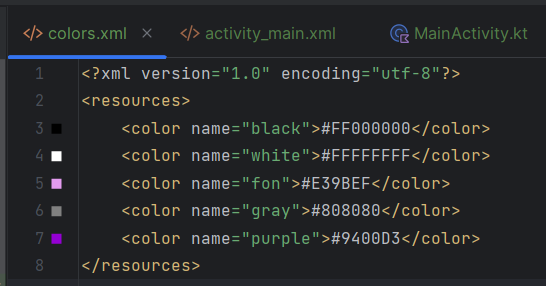 colors.xml activity_main.xml MainActivity.kt
1 <?xml version="1.0" encoding="utf-8"?>
2 <resources>
3 <color name="black">#FF000000</color>
4 <color name="white">#FFFFFFFF</color>
5 <color name="fon">#E39BEF</color>
6 <color name="gray">#808080</color>
7 <color name="purple">#9400D3</color>
8 </resources>